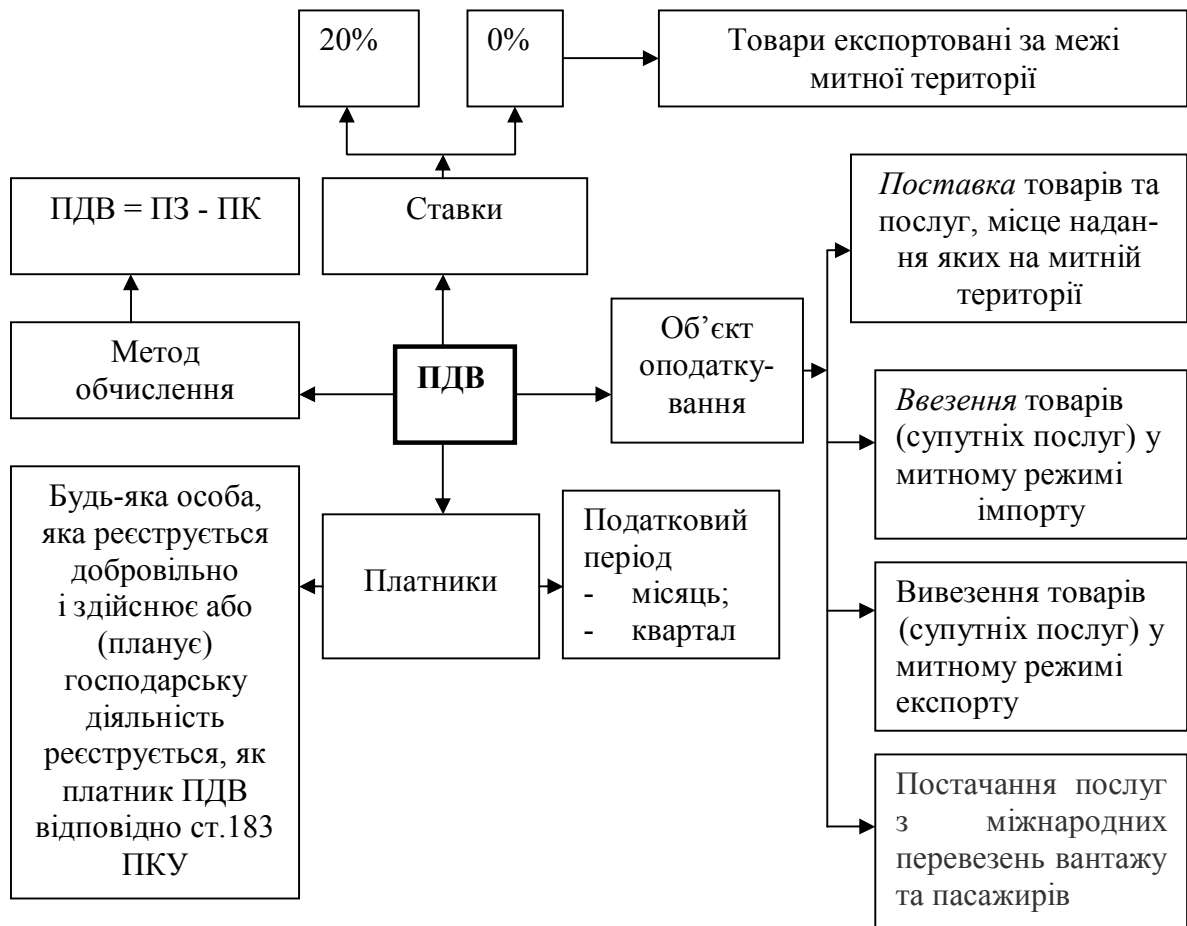 20%
0%
Товари експортовані за межі
митної території
ПДВ = ПЗ - ПК
Ставки
Поставка товарів та
послуг, місце надан-
ня яких на митній
території
Метод
обчислення
ПДВ
Об’єкт
оподатку-
вання
Ввезення товарів
(супутніх послуг) у
митному режимі
імпорту
Будь-яка особа,
яка реєструється
добровільно
і здійснює або
(планує)
господарську
діяльність
реєструється, як
платник ПДВ
відповідно ст.183
ПКУ
Платники
Податковий
період
- місяць;
- квартал
Вивезення товарів
(супутніх послуг) у
митному режимі
експорту
Постачання послуг
з міжнародних
перевезень вантажу
та пасажирів